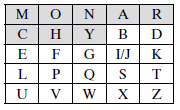 M O N A R
C H Y B D
E F G I/J K
L P Q S T
U V W X Z